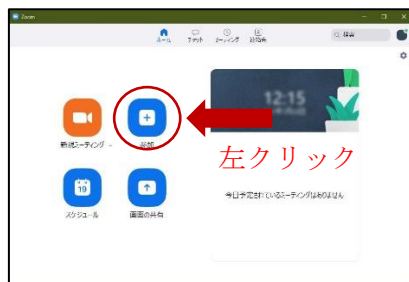 Zoom
ホーム
チャット
ミーティング
連絡先
検索
12:15
新規ミーティング
参加
左クリック
今日予定されているミーティングはありません
19
スケジュール
画面の共有